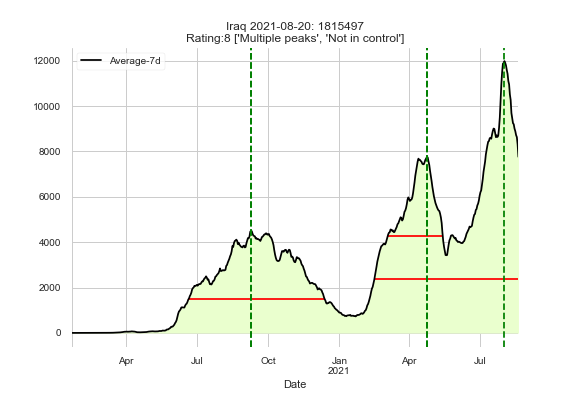 Iraq 2021-08-20: 1815497
Rating:8 ['Multiple peaks', 'Not in control']
Average-7d
12000
10000
8000
6000
4000
2000
0
Apr Jul Oct Jan Apr Jul
2021
Date